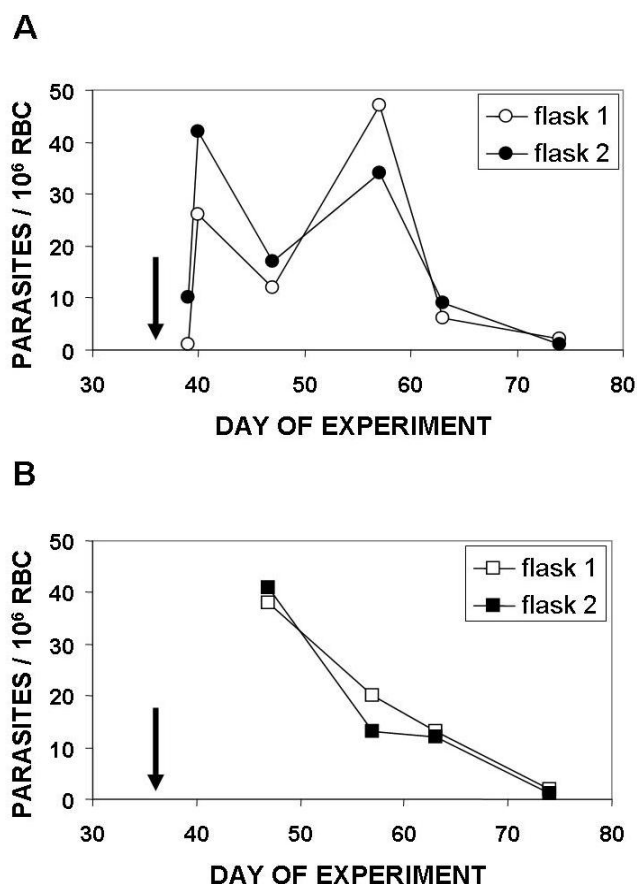 A
PARASITES / 10⁶ RBC
50
40
30
20
10
0
flask 1
flask 2
30 40 50 60 70 80
DAY OF EXPERIMENT
B
PARASITES / 10⁶ RBC
50
40
30
20
10
0
flask 1
flask 2
30 40 50 60 70 80
DAY OF EXPERIMENT